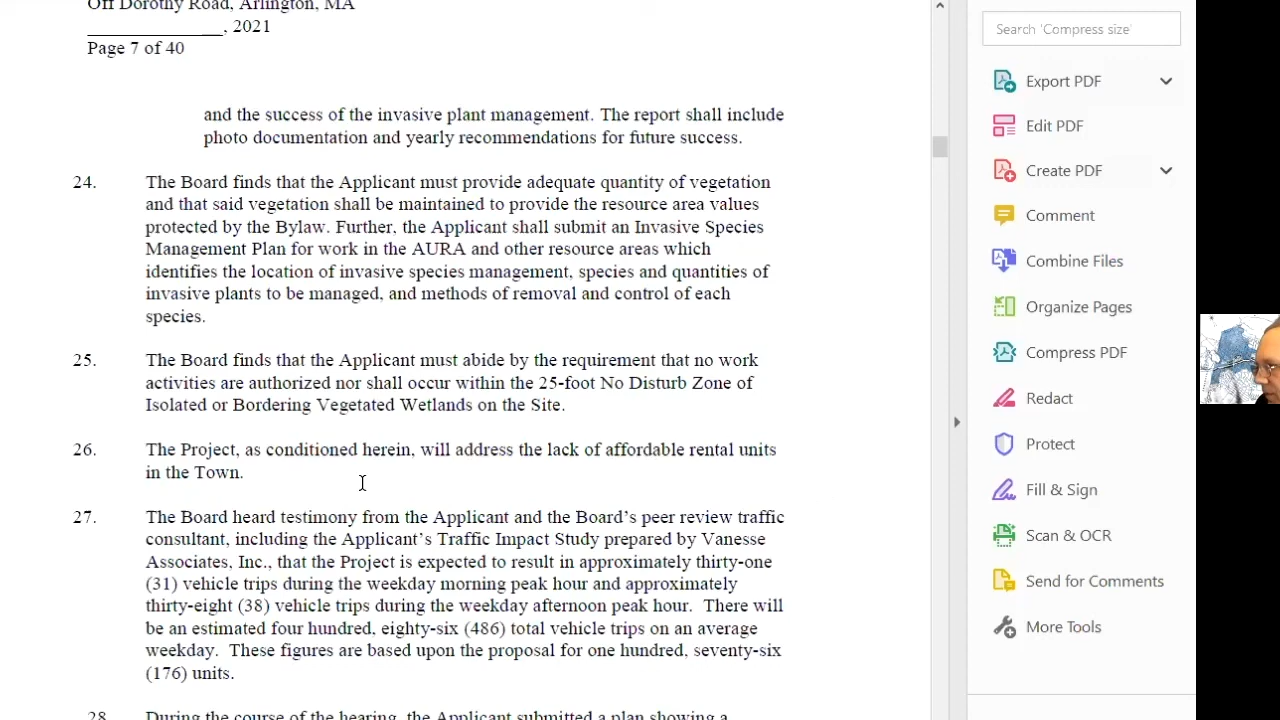 Off Dorothy Road, Arlington, MA
_______________, 2021
Page 7 of 40
and the success of the invasive plant management. The report shall include
photo documentation and yearly recommendations for future success.
24. The Board finds that the Applicant must provide adequate quantity of vegetation
and that said vegetation shall be maintained to provide the resource area values
protected by the Bylaw. Further, the Applicant shall submit an Invasive Species
Management Plan for work in the AURA and other resource areas which
identifies the location of invasive species management, species and quantities of
invasive plants to be managed, and methods of removal and control of each
species.
25. The Board finds that the Applicant must abide by the requirement that no work
activities are authorized nor shall occur within the 25-foot No Disturb Zone of
Isolated or Bordering Vegetated Wetlands on the Site.
26. The Project, as conditioned herein, will address the lack of affordable rental units
in the Town.
27. The Board heard testimony from the Applicant and the Board's peer review traffic
consultant, including the Applicant's Traffic Impact Study prepared by Vanesse
Associates, Inc., that the Project is expected to result in approximately thirty-one
(31) vehicle trips during the weekday morning peak hour and approximately
thirty-eight (38) vehicle trips during the weekday afternoon peak hour.  There will
be an estimated four hundred, eighty-six (486) total vehicle trips on an average
weekday.  These figures are based upon the proposal for one hundred, seventy-six
(176) units.
28. During the course of the hearing, the Applicant submitted a plan showing a
Search 'Compress size'
Export PDF
Edit PDF
Create PDF
Comment
Combine Files
Organize Pages
Compress PDF
Redact
Protect
Fill & Sign
Scan & OCR
Send for Comments
More Tools